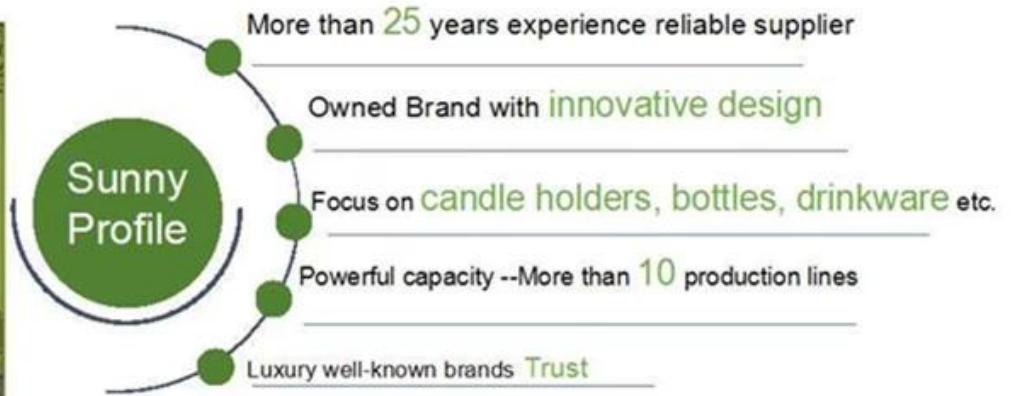 More than 25 years experience reliable supplier
Owned Brand with innovative design
Sunny
Profile
Focus on candle holders, bottles, drinkware etc.
Powerful capacity --More than 10 production lines
Luxury well-known brands Trust